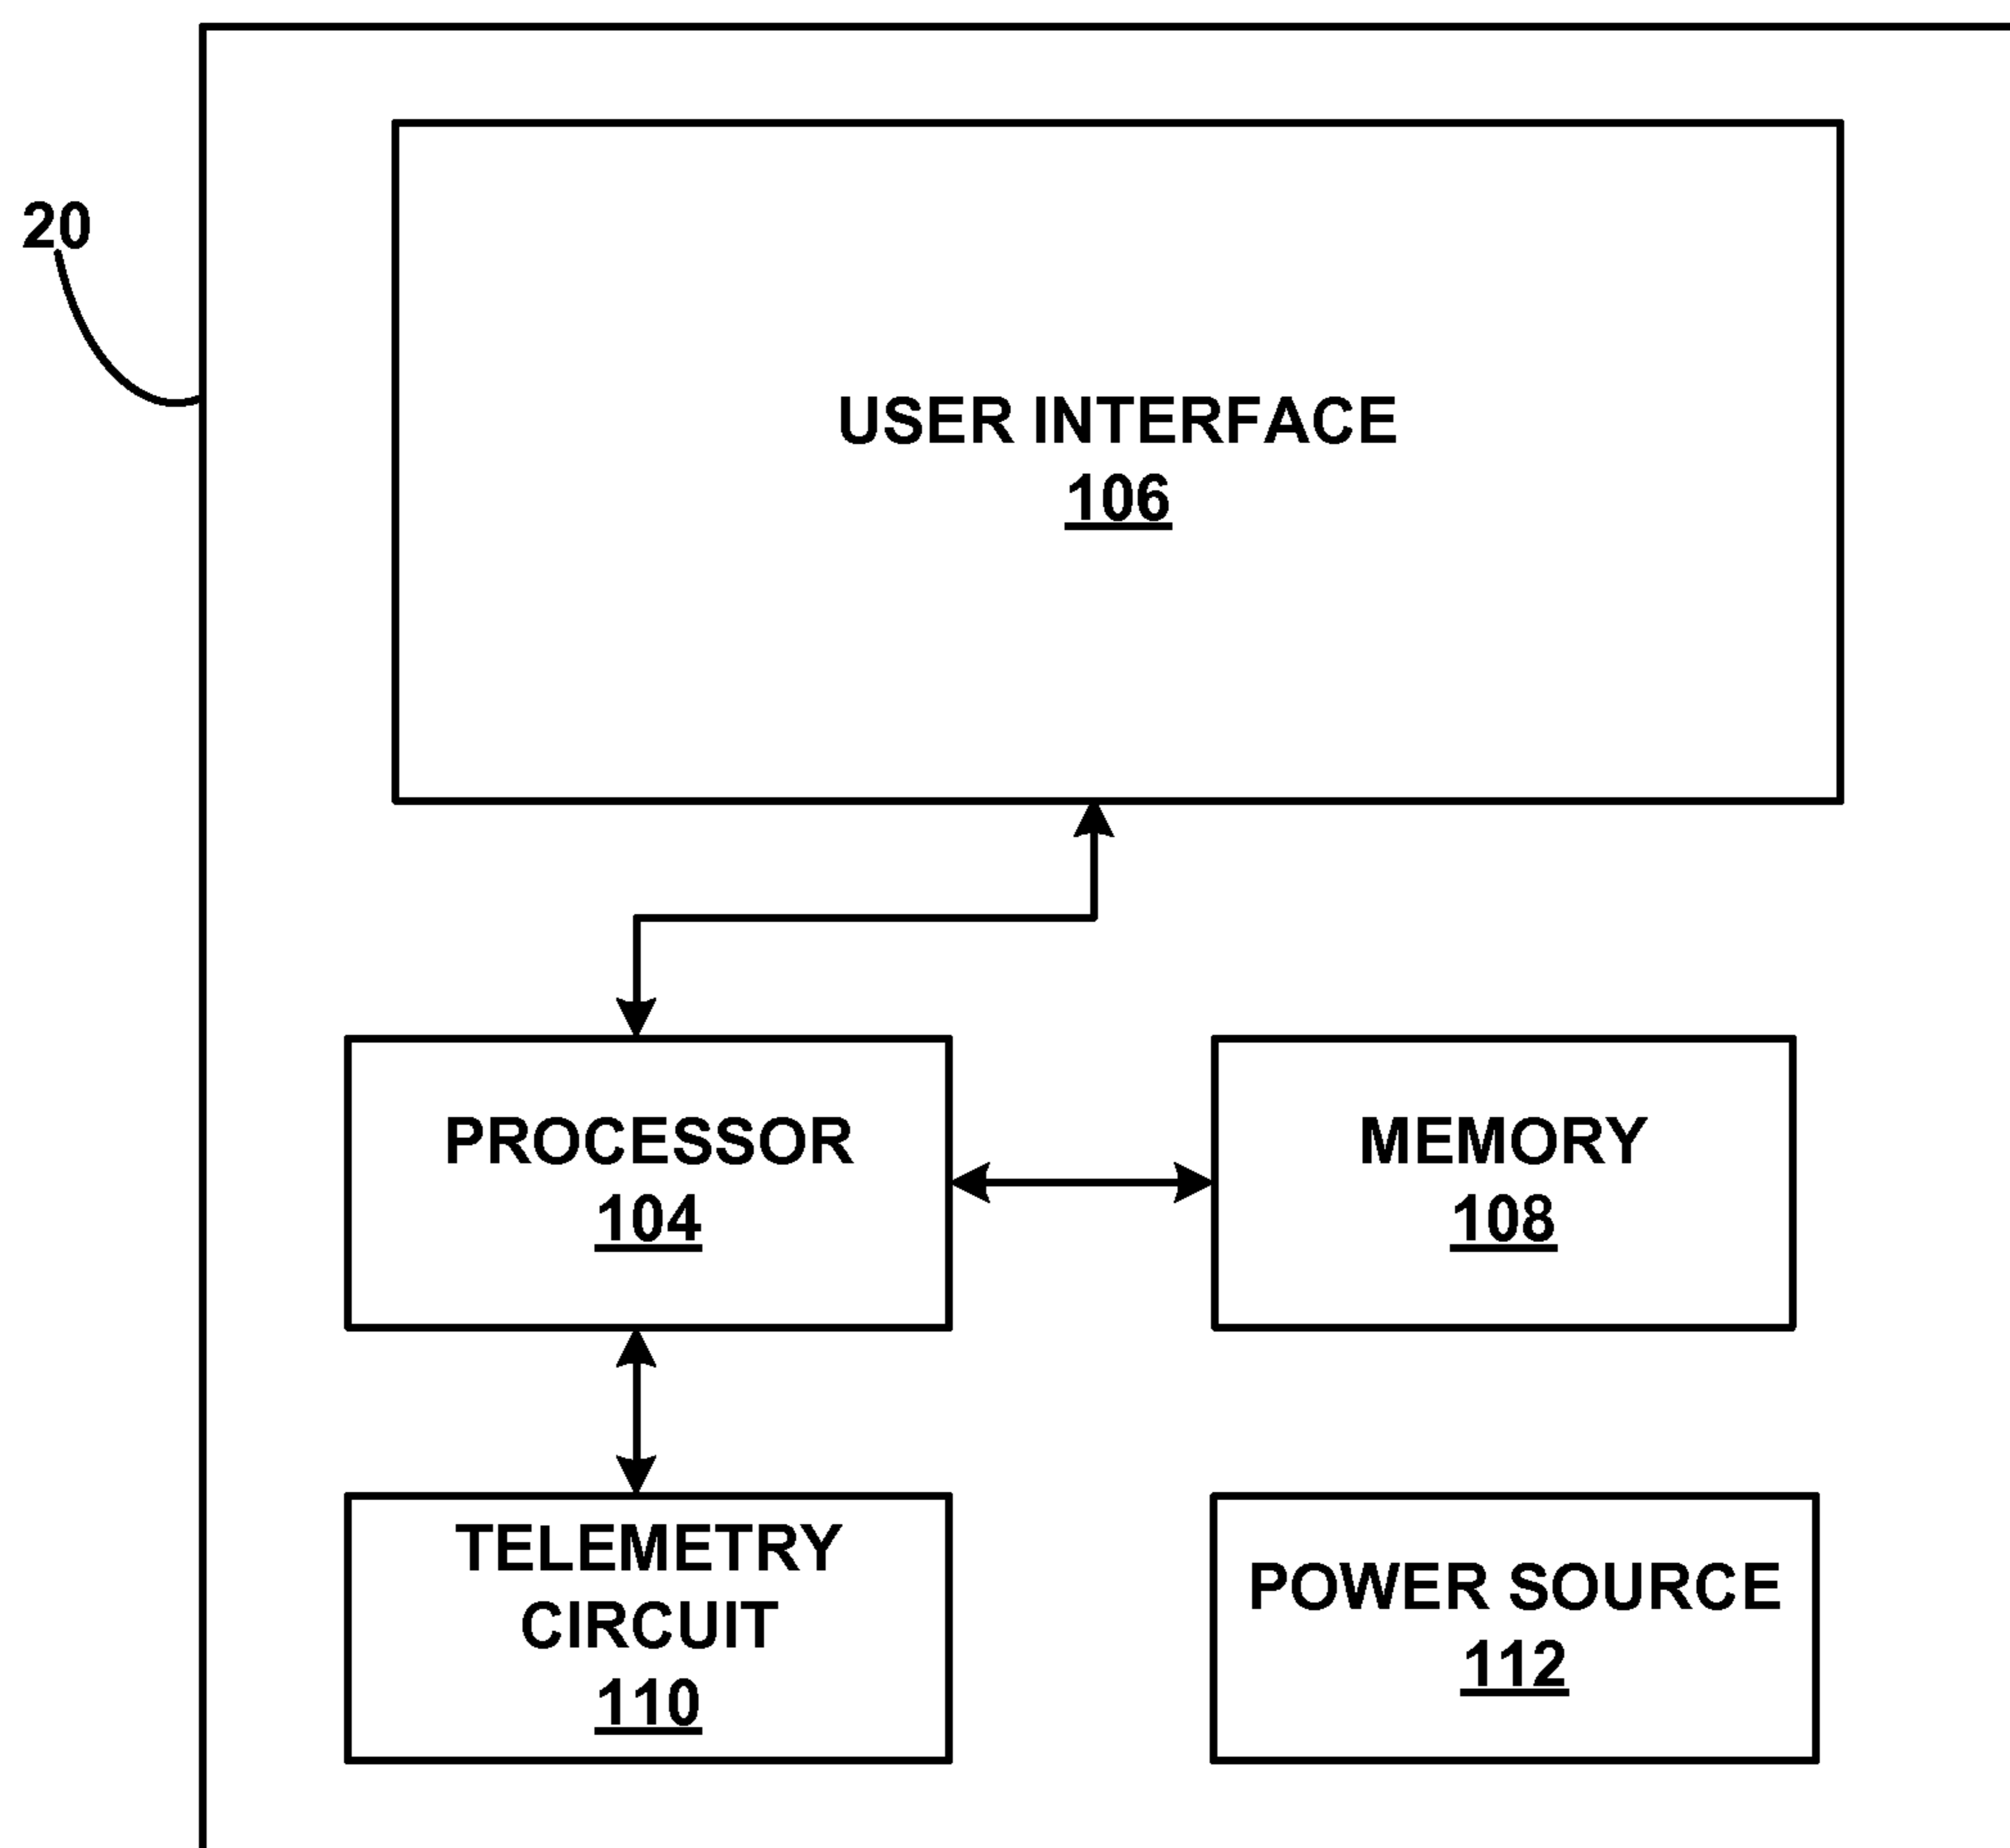 20
USER INTERFACE
106
PROCESSOR
104
MEMORY
108
TELEMETRY
CIRCUIT
110
POWER SOURCE
112